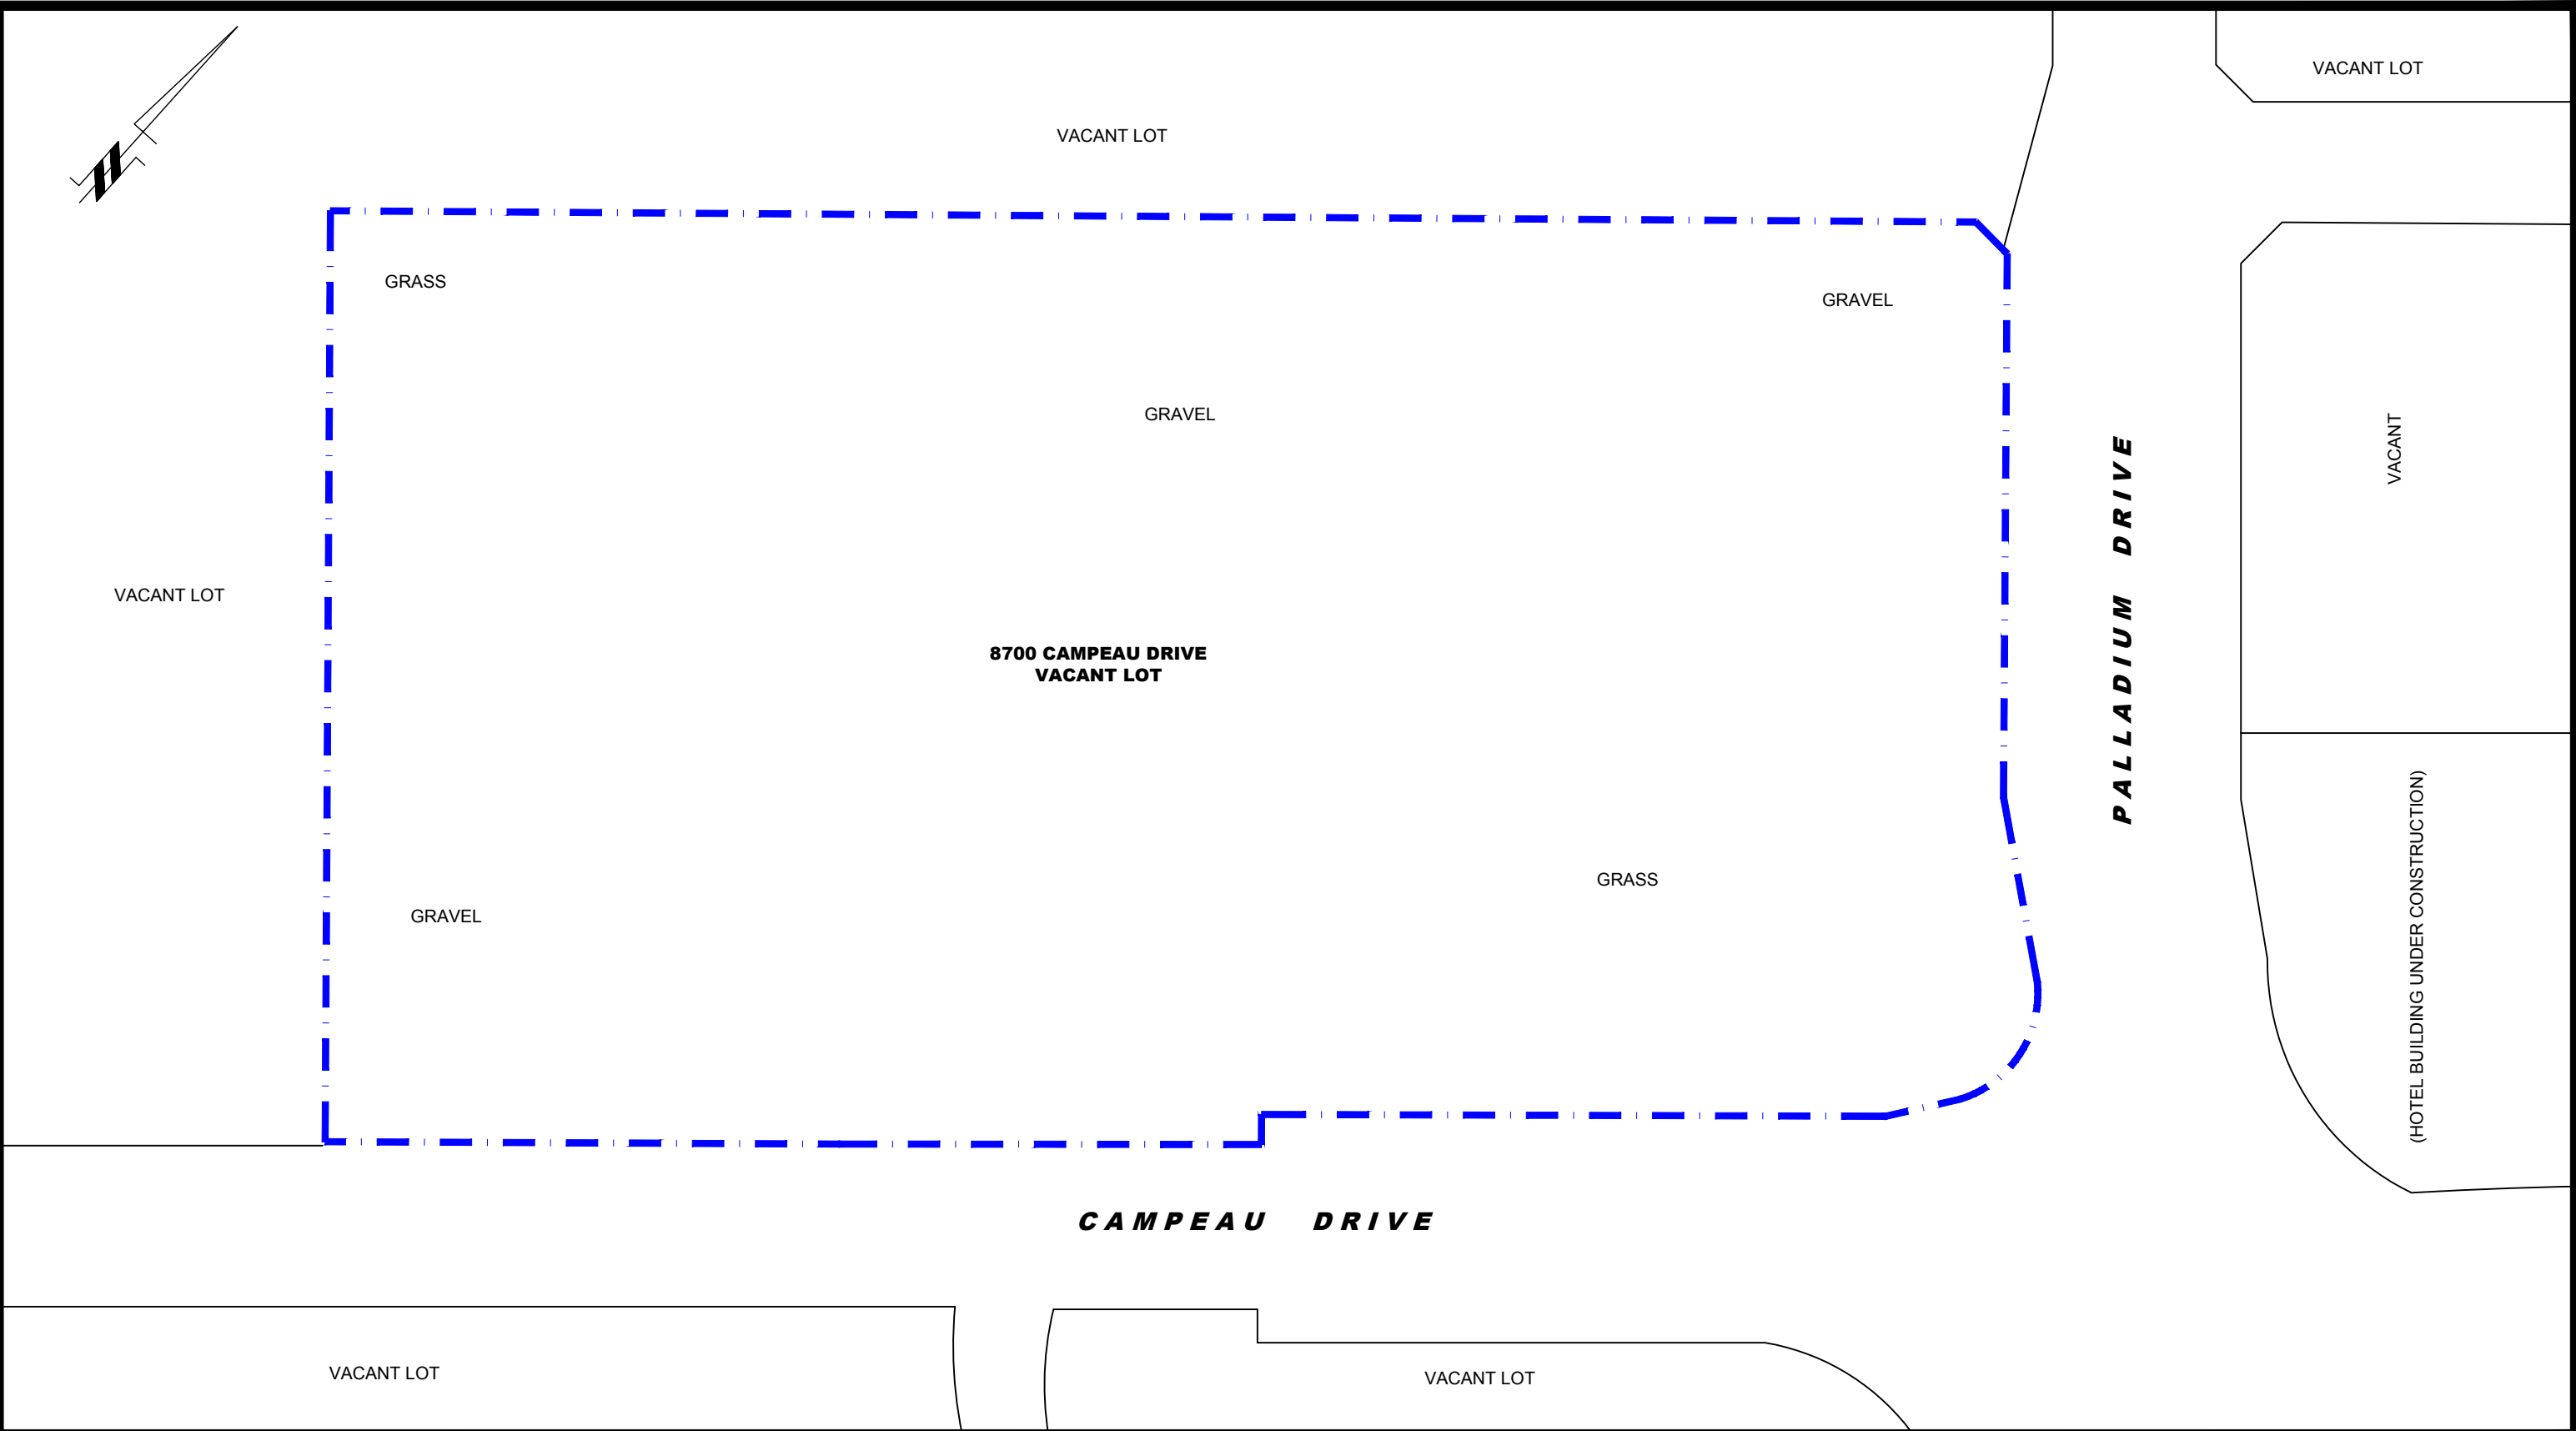 VACANT LOT
VACANT LOT
GRASS
GRAVEL
GRAVEL
VACANT
PALLADIUM DRIVE
VACANT LOT
8700 CAMPEAU DRIVE
VACANT LOT
GRASS
GRAVEL
(HOTEL BUILDING UNDER CONSTRUCTION)
CAMPEAU DRIVE
VACANT LOT
VACANT LOT